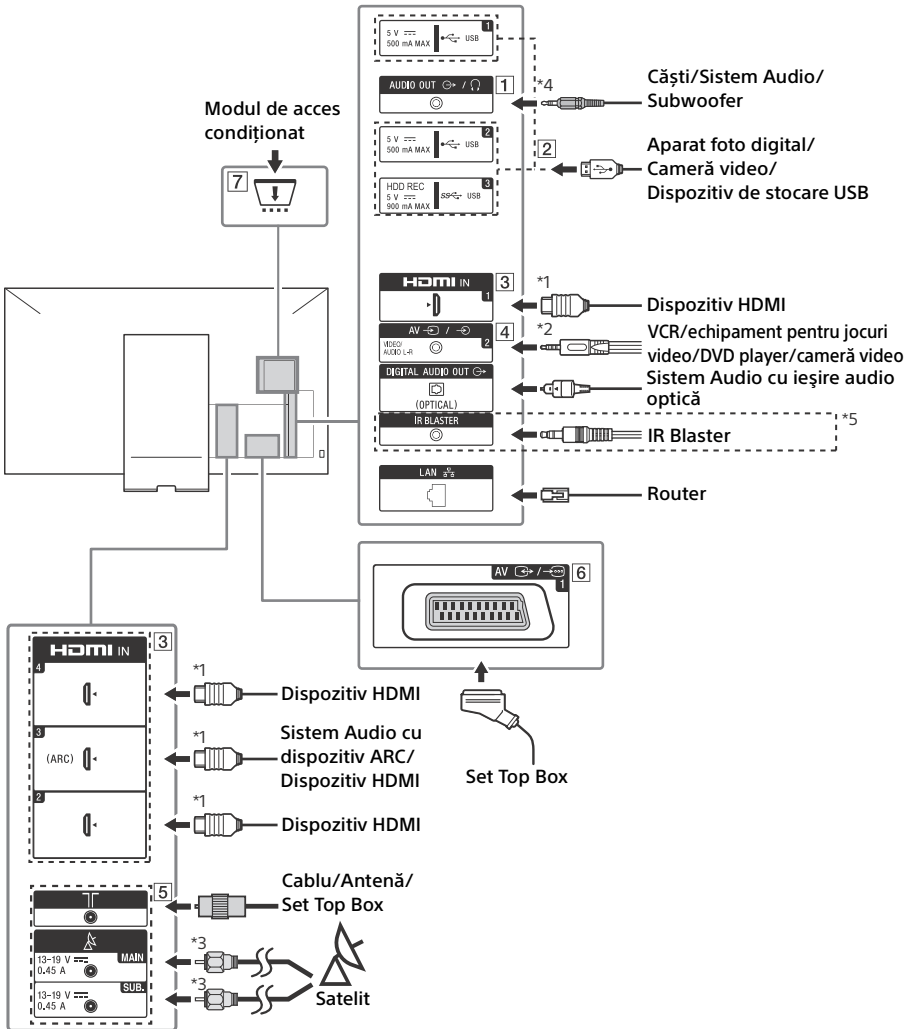 1
5 V
500 mA MAX
USB
AUDIO OUT / 
1
*4
Căști/Sistem Audio/
Subwoofer
Modul de acces
condiționat
7
2
5 V
500 mA MAX
USB
2
Aparat foto digital/
Cameră video/
Dispozitiv de stocare USB
3
HDD REC
5 V
900 mA MAX
SS
USB
HDMI IN
3
1
*1
Dispozitiv HDMI
AV / 
4
VIDEO/
AUDIO L-R
2
*2
VCR/echipament pentru jocuri
video/DVD player/cameră video
DIGITAL AUDIO OUT
(OPTICAL)
Sistem Audio cu ieşire audio
optică
IR BLASTER
IR Blaster
*5
LAN
Router
AV / 
1
6
Set Top Box
3
HDMI IN
4
*1
Dispozitiv HDMI
3
(ARC)
*1
Sistem Audio cu
dispozitiv ARC/
Dispozitiv HDMI
2
*1
Dispozitiv HDMI
5
Cablu/Antenă/
Set Top Box
13-19 V
0.45 A
MAIN
*3
13-19 V
0.45 A
SUB.
*3
Satelit